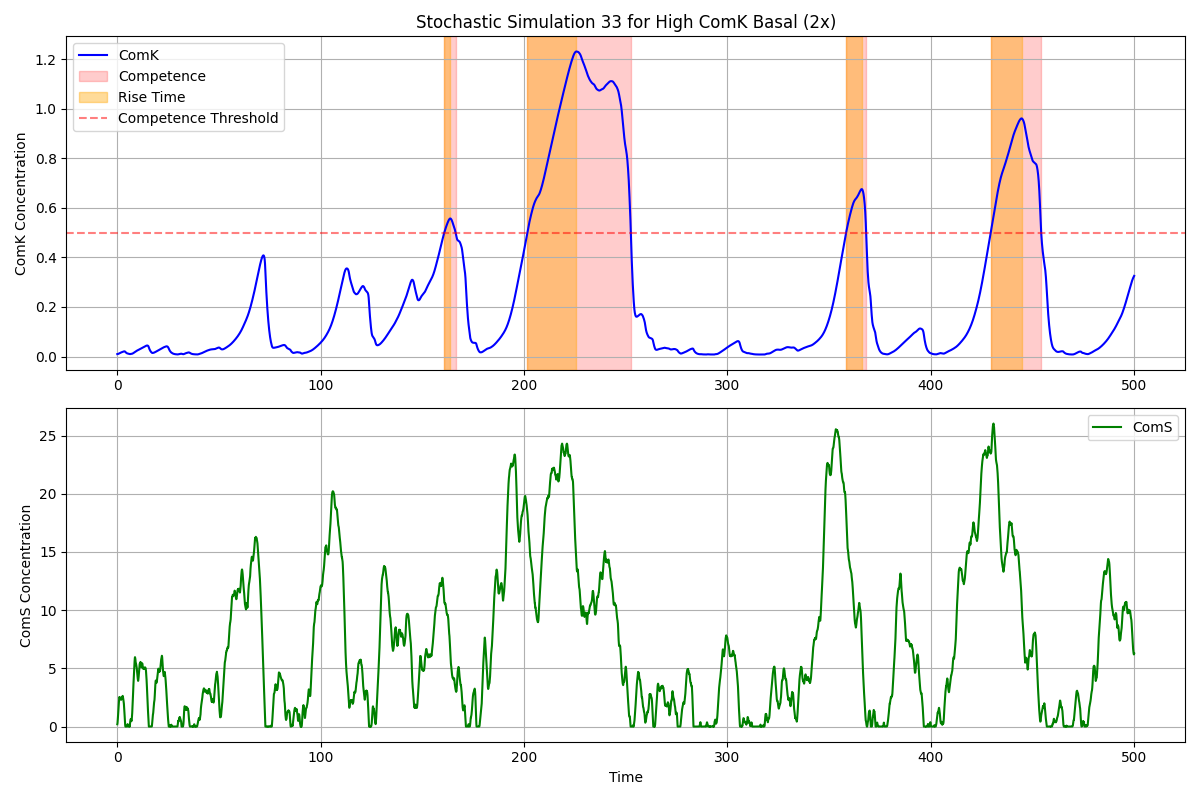 Stochastic Simulation 33 for High ComK Basal (2x)
ComK
Competence
Rise Time
Competence Threshold
ComK Concentration
1.2
1.0
0.8
0.6
0.4
0.2
0.0
0 100 200 300 400 500
ComS
ComS Concentration
25
20
15
10
5
0
0 100 200 300 400 500
Time